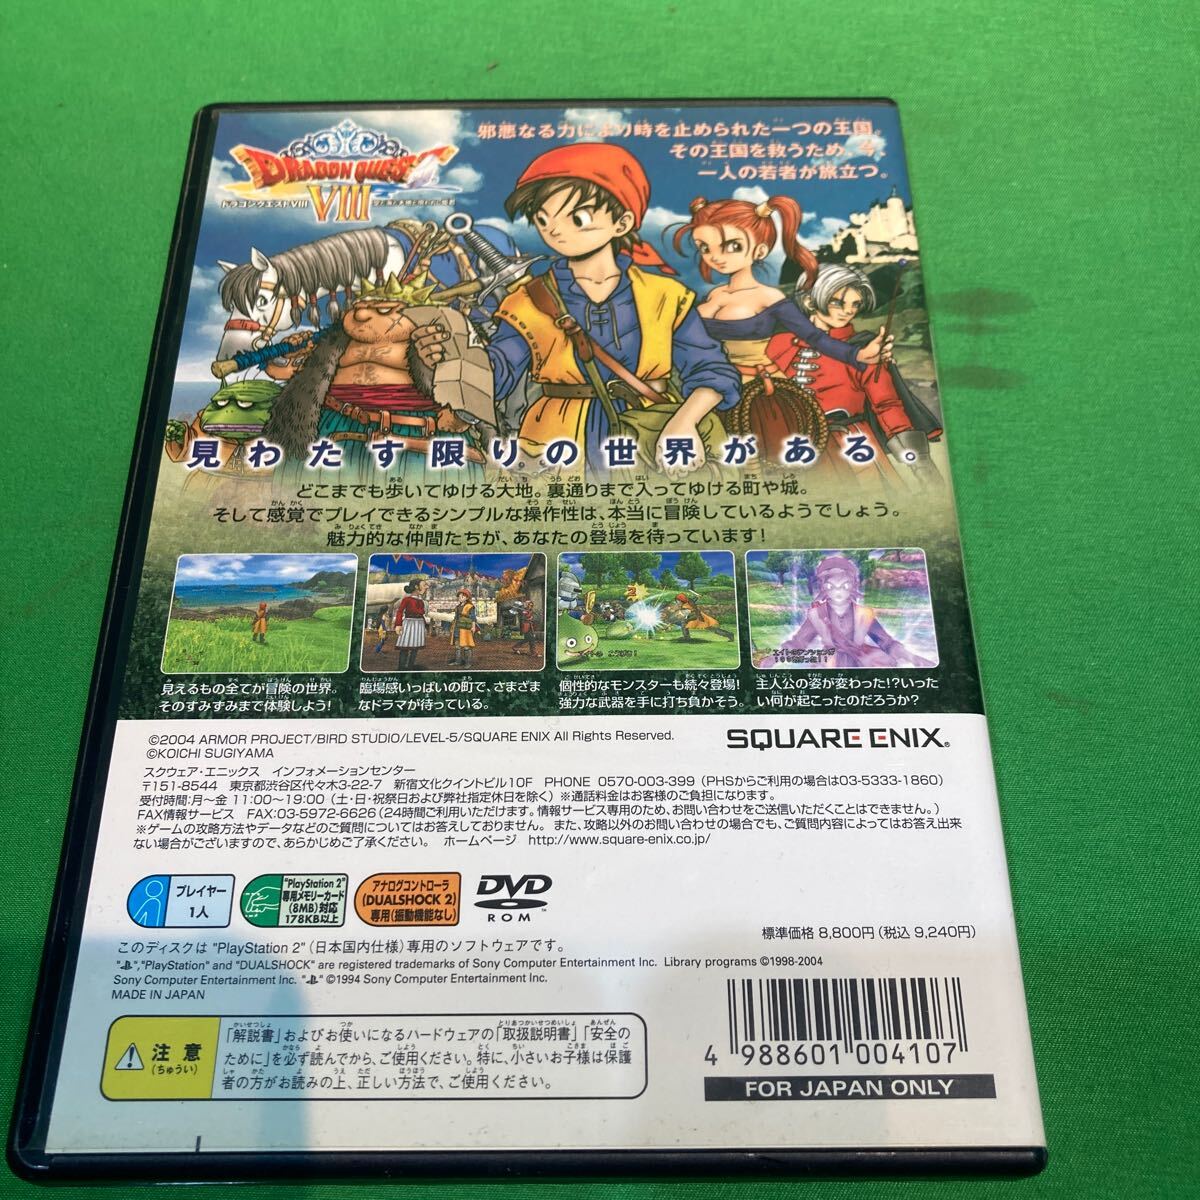 邪悪なる力により時を止められた一つの王国。
その王国を救うため、今、
一人の若者が旅立つ。
DRAGON QUEST
VIII
ドラゴンクエストVIII
空と海と大地と呪われし姫君
見わたす限りの世界がある。
どこまでも歩いてゆける大地。裏通りまで入ってゆける町や城。
そして感覚でプレイできるシンプルな操作性は、本当に冒険しているようでしょう。
魅力的な仲間たちが、あなたの登場を待っています!
見えるもの全てが冒険の世界。
そのすみずみまで体験しよう!
臨場感いっぱいの町で、さまざま
なドラマが待っている。
個性的なモンスターも続々登場!
強力な武器を手に打ち負かそう。
エイトのテンションが
主人公の姿が変わった!?いった
い何が起こったのだろうか?
©2004 ARMOR PROJECT/BIRD STUDIO/LEVEL-5/SQUARE ENIX All Rights Reserved.
©KOICHI SUGIYAMA
SQUARE ENIX®
スクウェア・エニックス インフォメーションセンター
〒151-8544 東京都渋谷区代々木3-22-7 新宿文化クイントビル10F PHONE 0570-003-399 (PHSからご利用の場合は03-5333-1860)
受付時間:月~金 11:00~19:00 (土・日・祝祭日および弊社指定休日を除く) ※通話料金はお客様のご負担になります。
FAX情報サービス FAX:03-5972-6626 (24時間ご利用いただけます。情報サービス専用のため、お問い合わせをご送信いただくことはできません。)
※ゲームの攻略方法やデータなどのご質問についてはお答えしておりません。また、攻略以外のお問い合わせの場合でも、ご質問内容によってはお答え出来
ない場合がございますので、あらかじめご了承ください。 ホームページ http://www.square-enix.co.jp/
プレイヤー
1人
"PlayStation 2"
専用メモリーカード
(8MB)対応
178KB以上
アナログコントローラ
(DUALSHOCK 2)
専用(振動機能なし)
DVD
ROM
標準価格 8,800円 (税込 9,240円)
このディスクは "PlayStation 2" (日本国内仕様) 専用のソフトウェアです。
"", "PlayStation" and "DUALSHOCK" are registered trademarks of Sony Computer Entertainment Inc. Library programs ©1998-2004
Sony Computer Entertainment Inc. "" ©1994 Sony Computer Entertainment Inc.
MADE IN JAPAN
注意
(ちゅうい)
「解説書」およびお使いになるハードウェアの「取扱説明書」「安全の
ために」を必ず読んでから、ご使用ください。特に、小さいお子様は保護
者の方がお読みの上、正しい方法で、ご使用ください。
4 988601 004107
FOR JAPAN ONLY